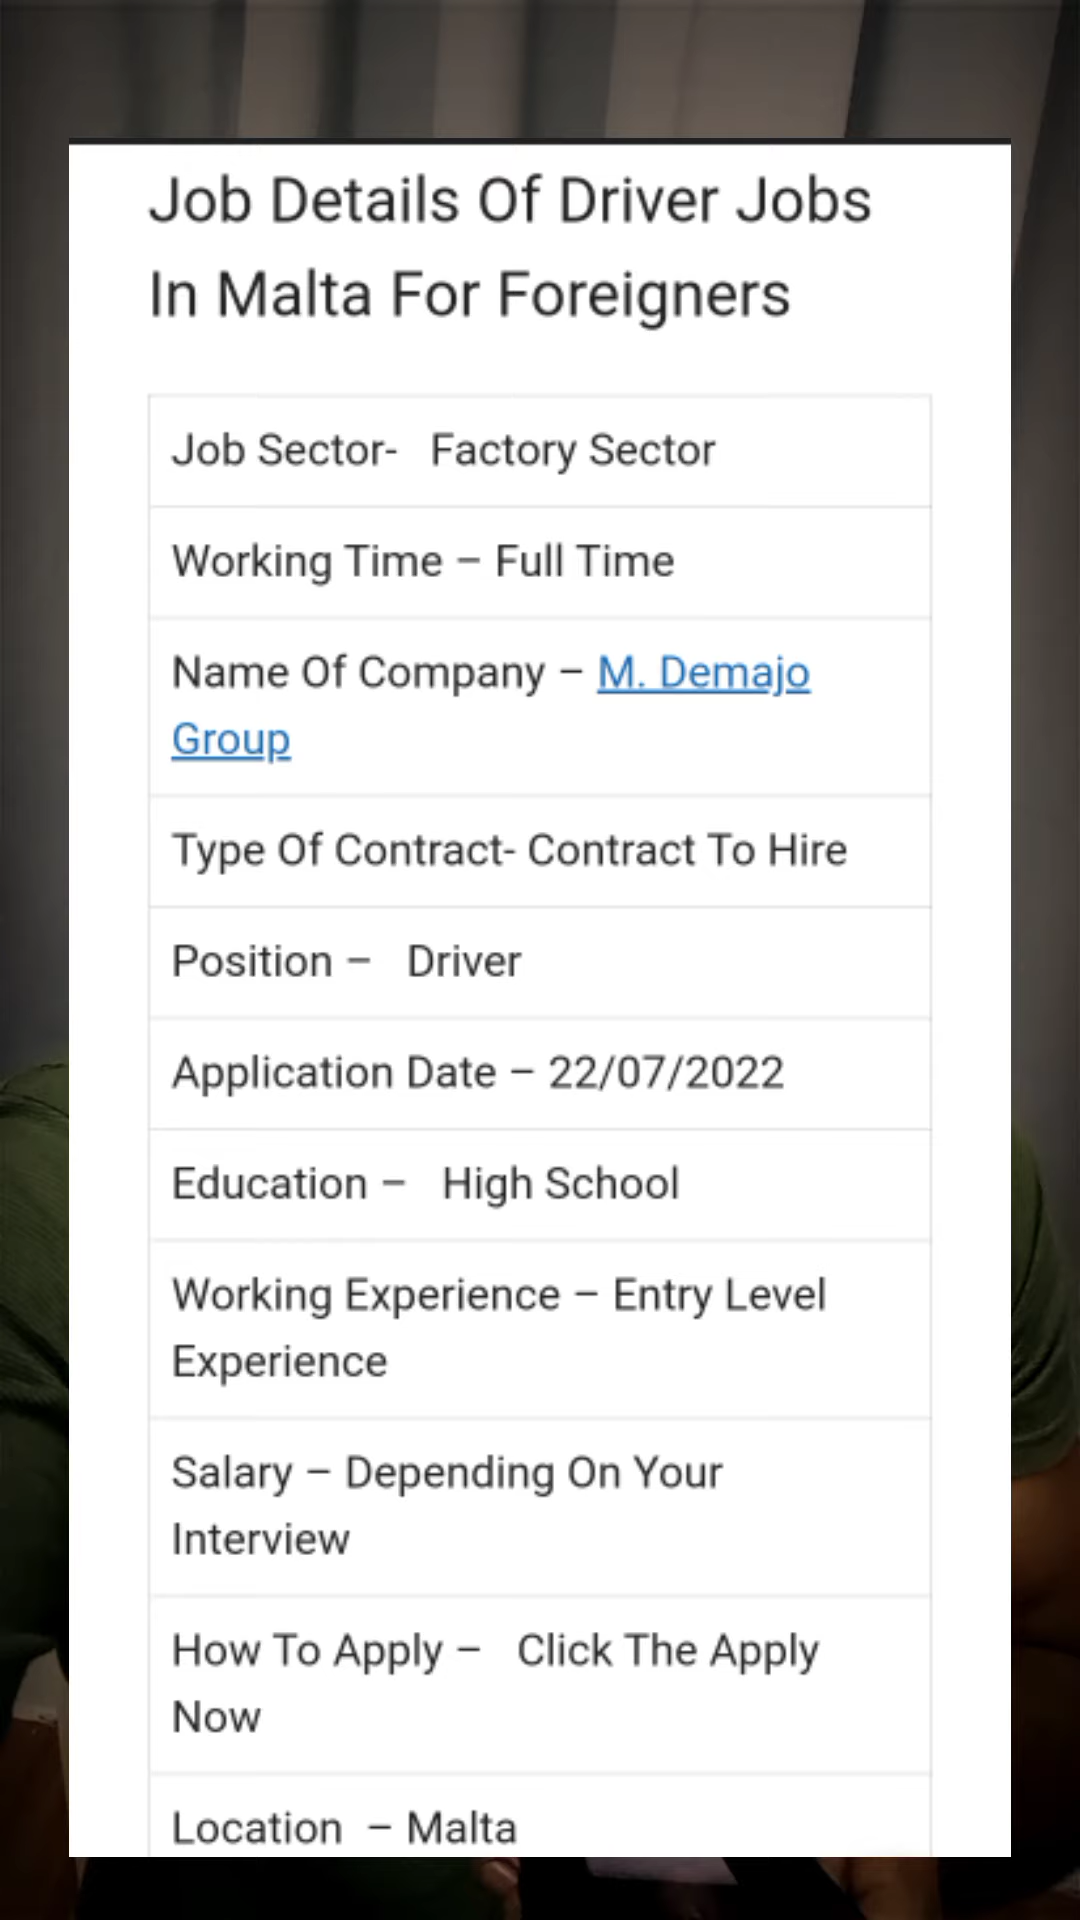 Job Details Of Driver Jobs
In Malta For Foreigners
Job Sector- Factory Sector
Working Time – Full Time
Name Of Company – M. Demajo
Group
Type Of Contract- Contract To Hire
Position – Driver
Application Date – 22/07/2022
Education – High School
Working Experience – Entry Level
Experience
Salary – Depending On Your
Interview
How To Apply – Click The Apply
Now
Location – Malta